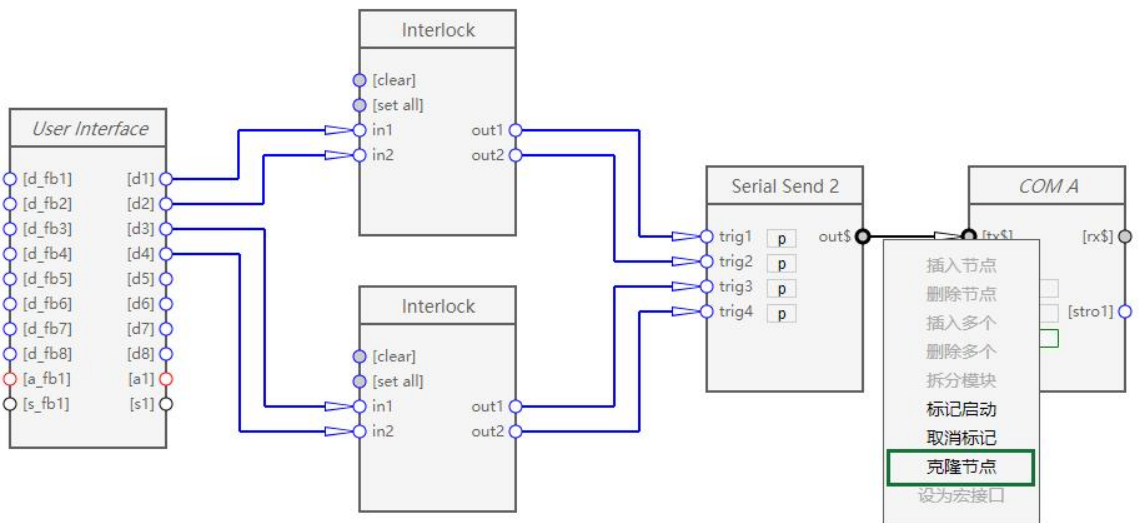 Interlock
[clear]
[set all]
in1 out1
in2 out2
User Interface
[d_fb1] [d1]
[d_fb2] [d2]
[d_fb3] [d3]
[d_fb4] [d4]
[d_fb5] [d5]
[d_fb6] [d6]
[d_fb7] [d7]
[d_fb8] [d8]
[a_fb1] [a1]
[s_fb1] [s1]
Interlock
[clear]
[set all]
in1 out1
in2 out2
Serial Send 2
trig1 p out$
trig2 p
trig3 p
trig4 p
COM A
[tx$] [rx$]
[stro1]
插入节点
删除节点
插入多个
删除多个
拆分模块
标记启动
取消标记
克隆节点
设为宏接口